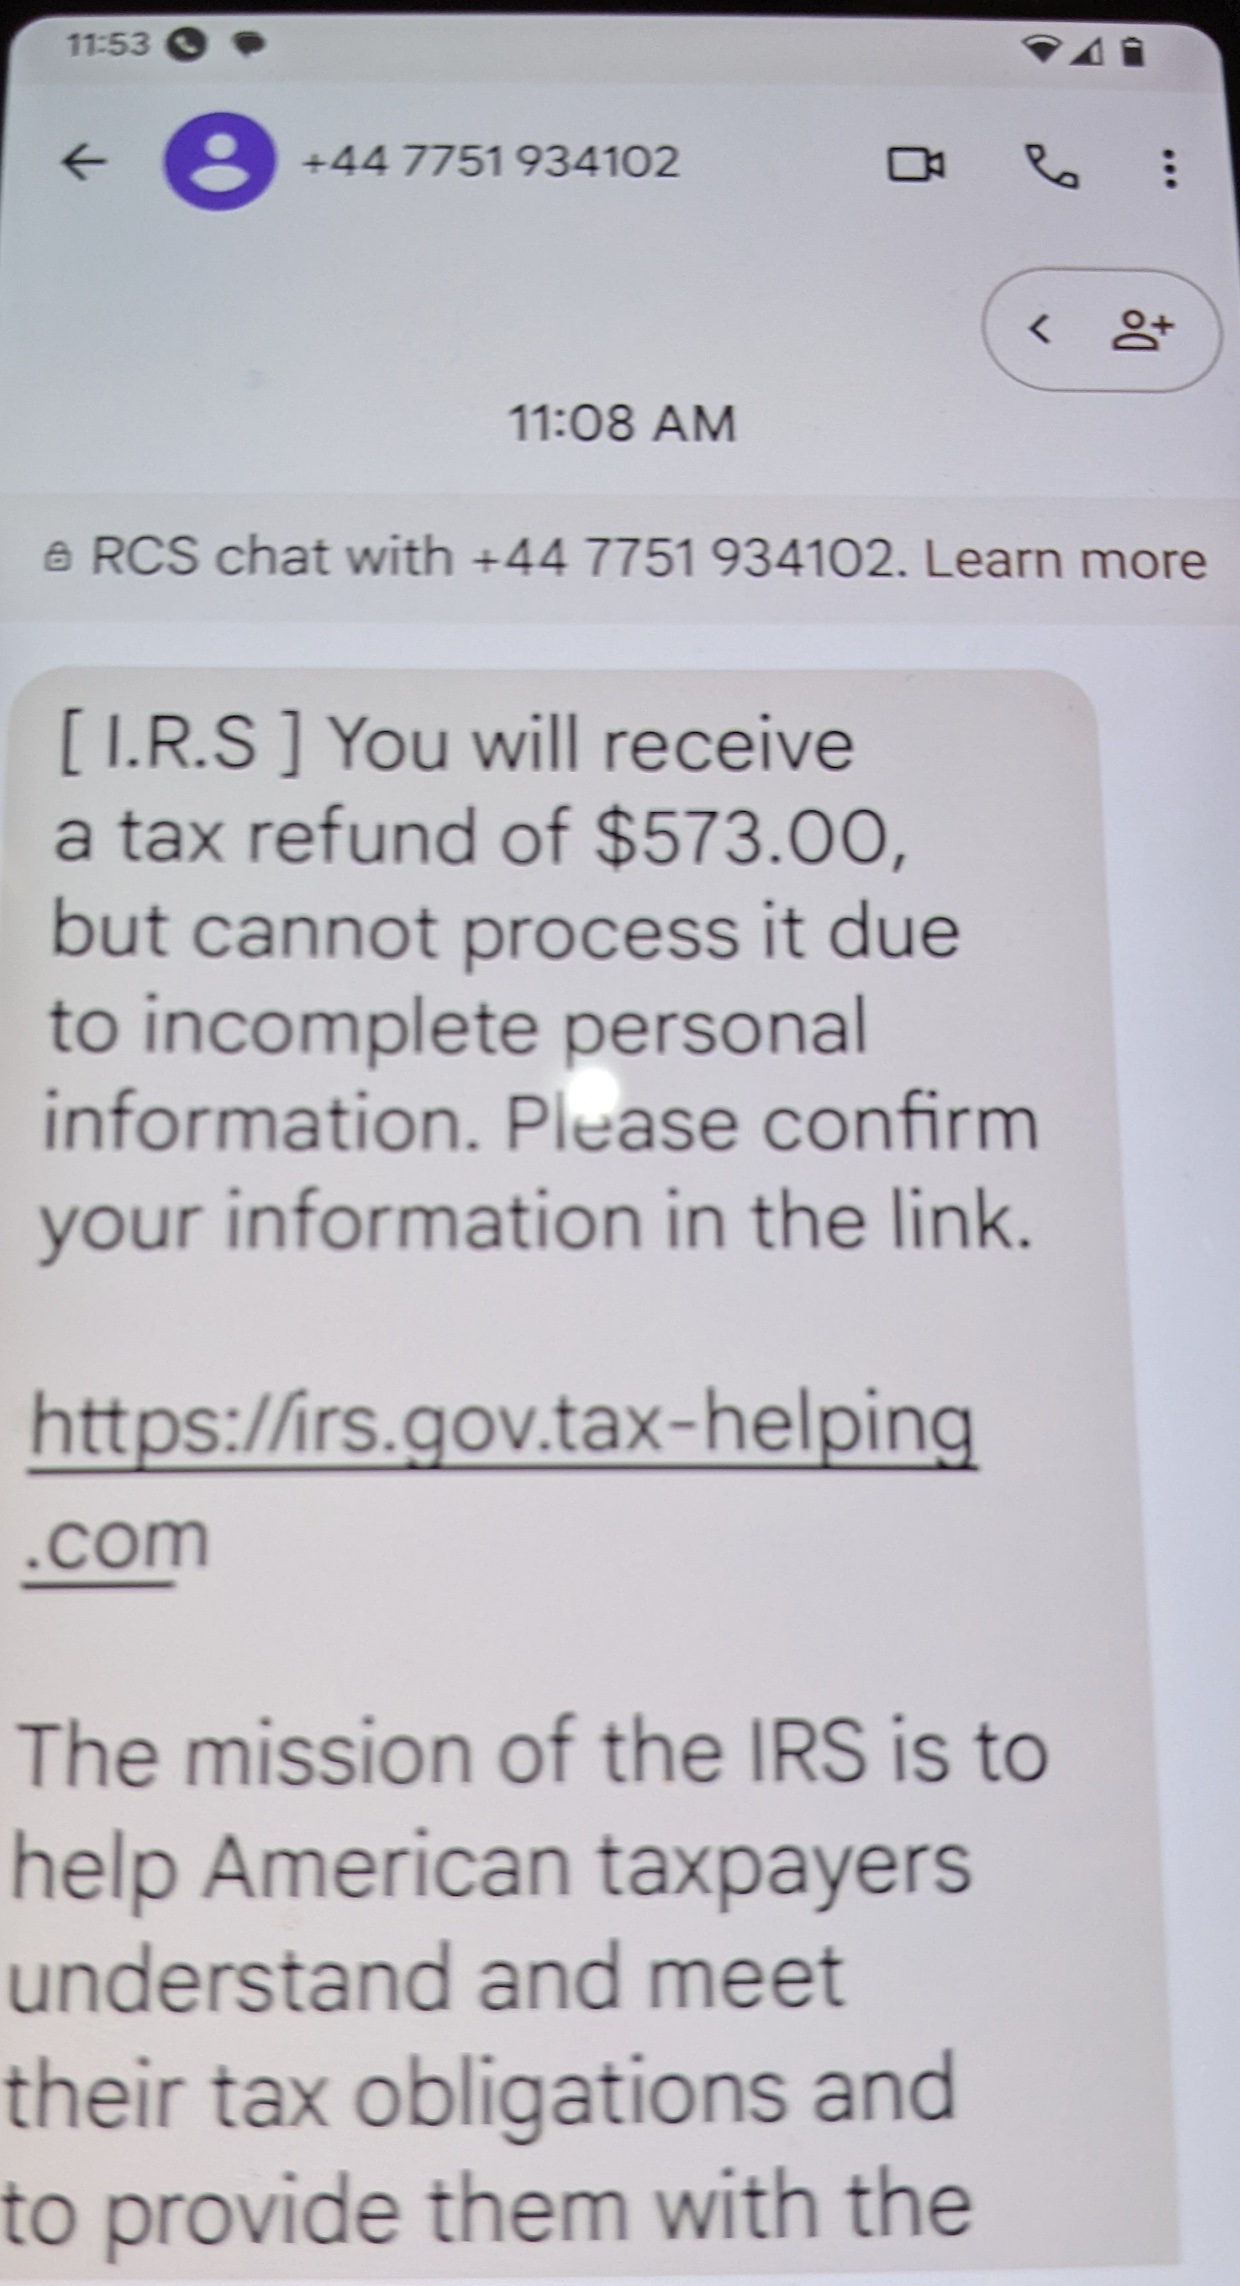 11:53
+44 7751 934102
11:08 AM
RCS chat with +44 7751 934102. Learn more
[ I.R.S ] You will receive
a tax refund of $573.00,
but cannot process it due
to incomplete personal
information. Please confirm
your information in the link.
https://irs.gov.tax-helping
.com
The mission of the IRS is to
help American taxpayers
understand and meet
their tax obligations and
to provide them with the